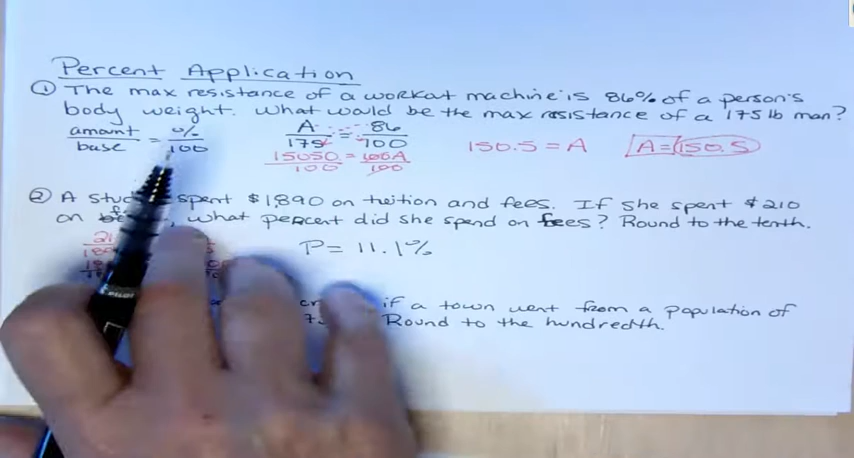 Percent Application
① The max resistance of a workout machine is 86% of a person's
body weight. What would be the max resistance of a 175 lb man?
amount/base = %/100 A/175 = 86/100 150.5 = A A = 150.5
15050/100 = 100A/100
② A spent $1,890 on tuition and fees. If she spent $210
on what percent did she spend on fees? Round to the tenth.
P = 11.1%
if a town went from a population of
Round to the hundredth.
PILOT